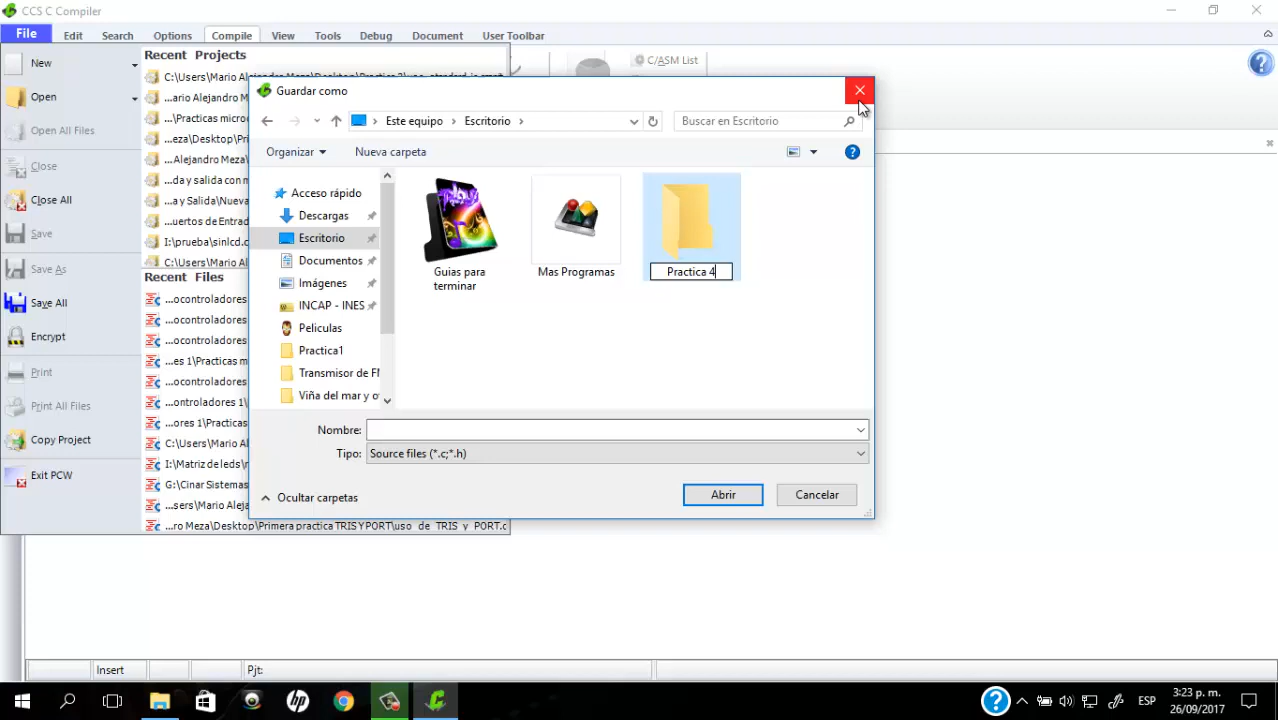 CCS C Compiler
File Edit Search Compile View Tools Debug Document User Toolbar
New
Open
Open All Files
Close
Close All
Save
Save As
Save All
Encrypt
Print
Print All Files
Copy Project
Exit PCW
Recent Projects
...ario Alejandro M
...\Practicas micro
...eza\Desktop\Pr
...Alejandro Meza\
...da y salida con m
...a y Salida\Nueva
...uertos de Entrad
I:\prueba\sinlcd.c
C:\Users\Mario Al
Recent Files
...ocontroladores
...ocontroladores
...ocontroladores
...es 1\Practicas m
...ocontroladores
...ontroladores 1\
...ores 1\Practicas
C:\Users\Mario Al
I:\Matriz de leds\
G:\Cinar Sistemas
...sers\Mario Alej
...ro Meza\Desktop\Primera practica TRIS Y PORT\uso_de_TRIS_y_PORT.c
C/ASM List
Guardar como
Este equipo > Escritorio >
Buscar en Escritorio
Organizar
Nueva carpeta
Acceso rápido
Descargas
Escritorio
Documentos
Imágenes
INCAP - INES
Peliculas
Practica1
Transmisor de FM
Viña del mar y o
Guias para
terminar
Mas Programas
Practica 4
Nombre:
Tipo: Source files (*.c;*.h)
Ocultar carpetas
Abrir
Cancelar
Insert
Pjt:
ESP
3:23 p. m.
26/09/2017